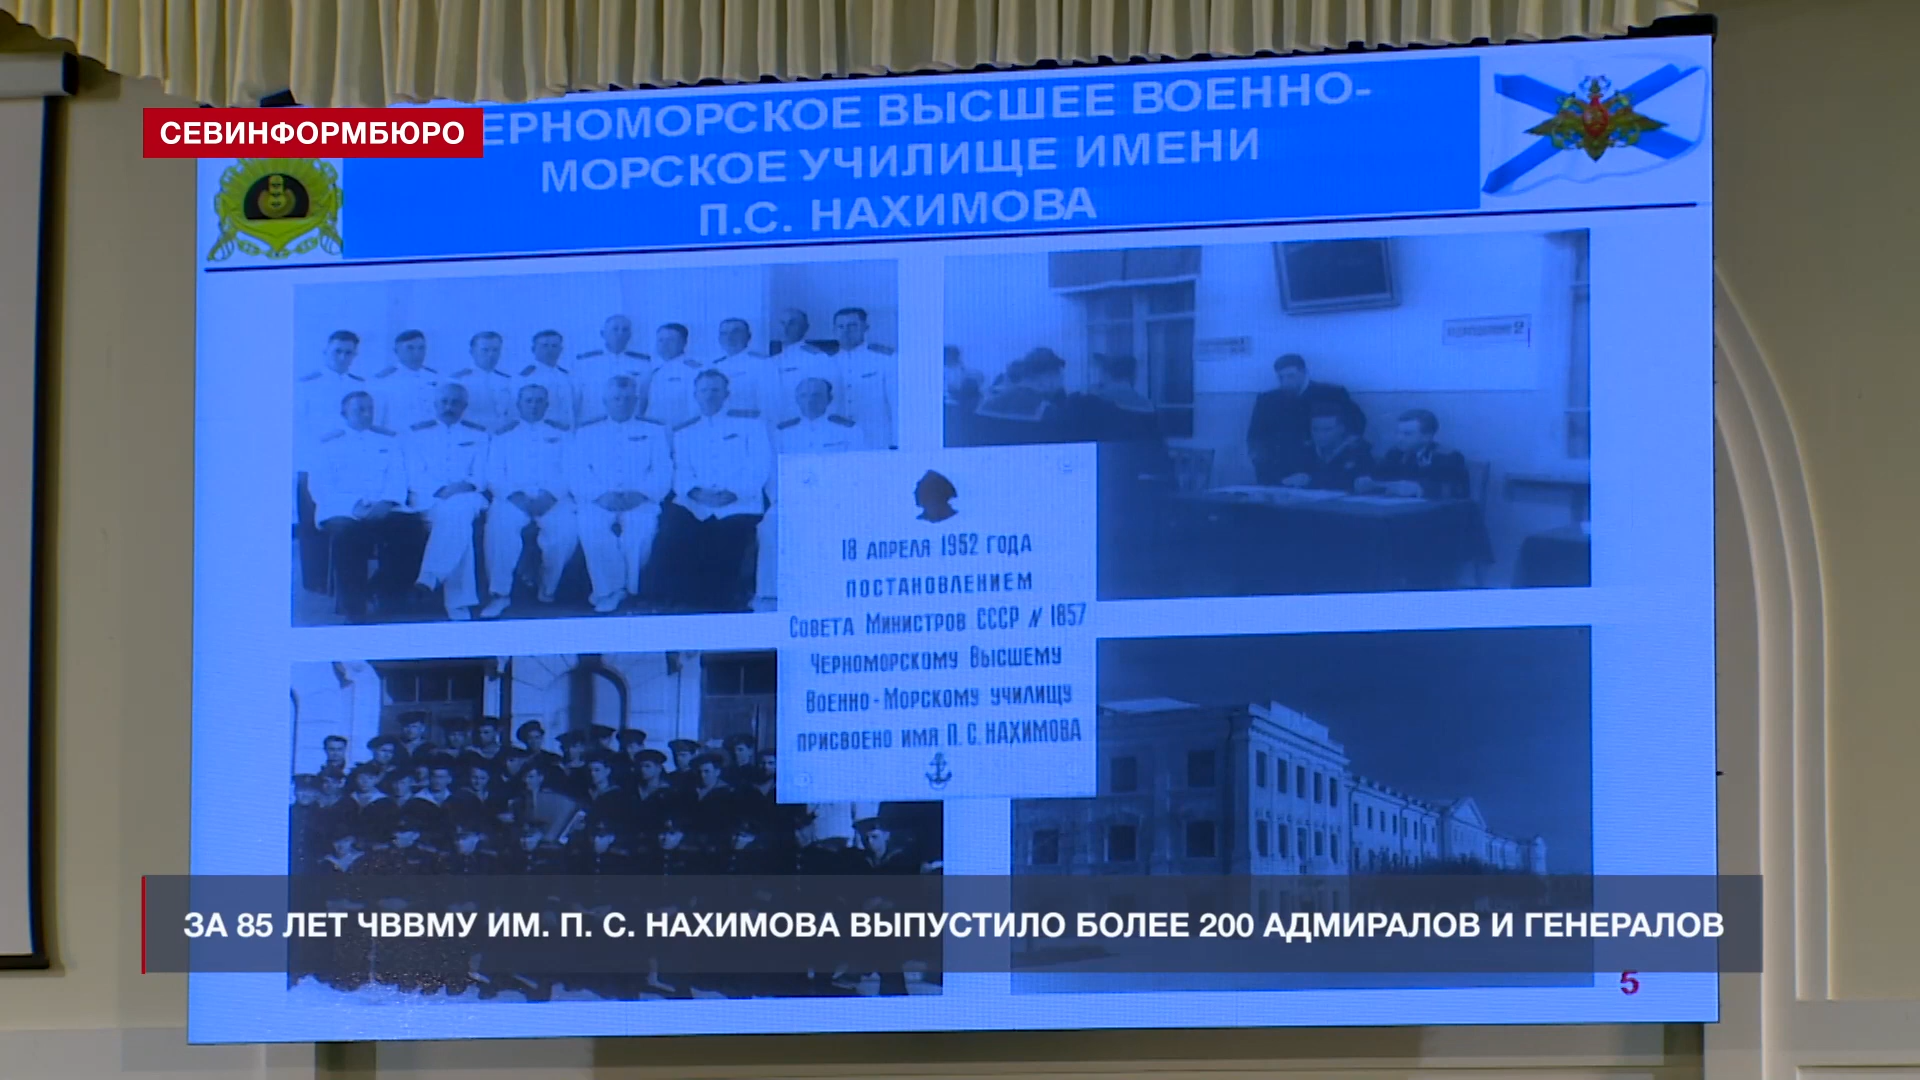 СЕВИНФОРМБЮРО
ЕРНОМОРСКОЕ ВЫСШЕЕ ВОЕННО-
МОРСКОЕ УЧИЛИЩЕ ИМЕНИ
П.С. НАХИМОВА
18 АПРЕЛЯ 1952 ГОДА
ПОСТАНОВЛЕНИЕМ
СОВЕТА МИНИСТРОВ СССР № 1857
ЧЕРНОМОРСКОМУ ВЫСШЕМУ
ВОЕННО-МОРСКОМУ УЧИЛИЩУ
ПРИСВОЕНО ИМЯ П.С. НАХИМОВА
ЗА 85 ЛЕТ ЧВВМУ ИМ. П. С. НАХИМОВА ВЫПУСТИЛО БОЛЕЕ 200 АДМИРАЛОВ И ГЕНЕРАЛОВ
5